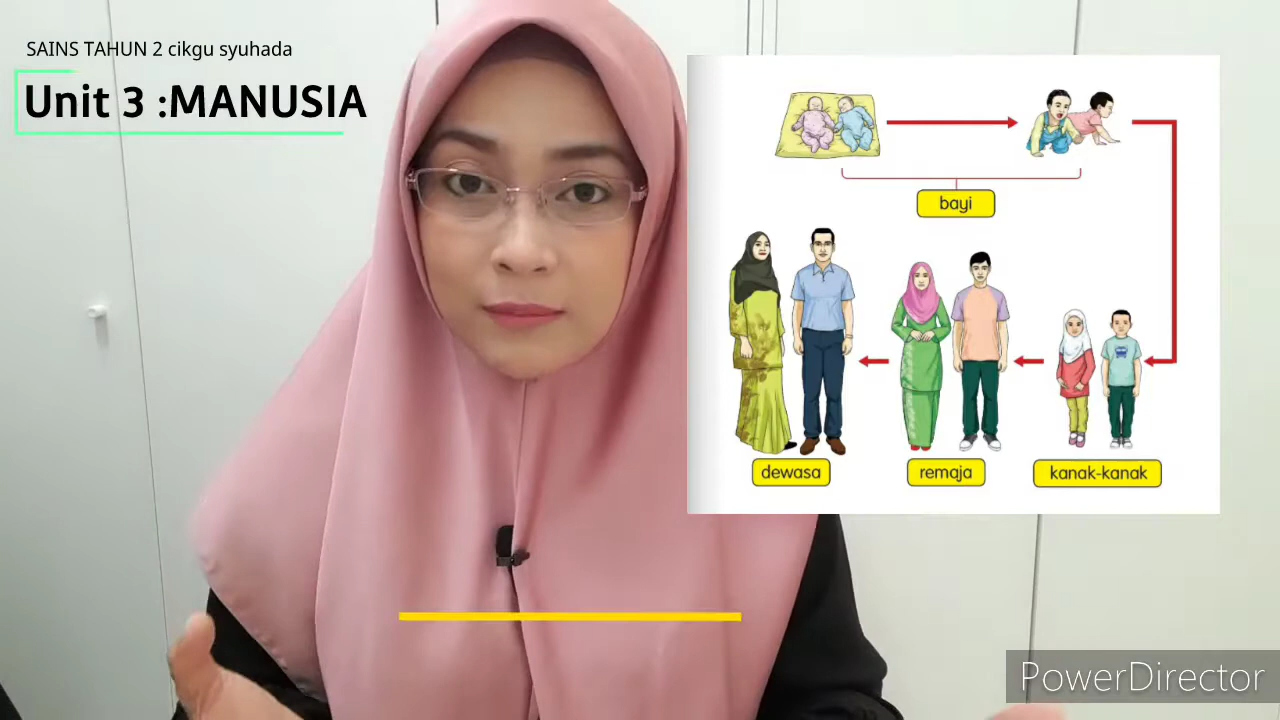 SAINS TAHUN 2 cikgu syuhada
Unit 3 :MANUSIA
bayi
dewasa
remaja
kanak-kanak
PowerDirector